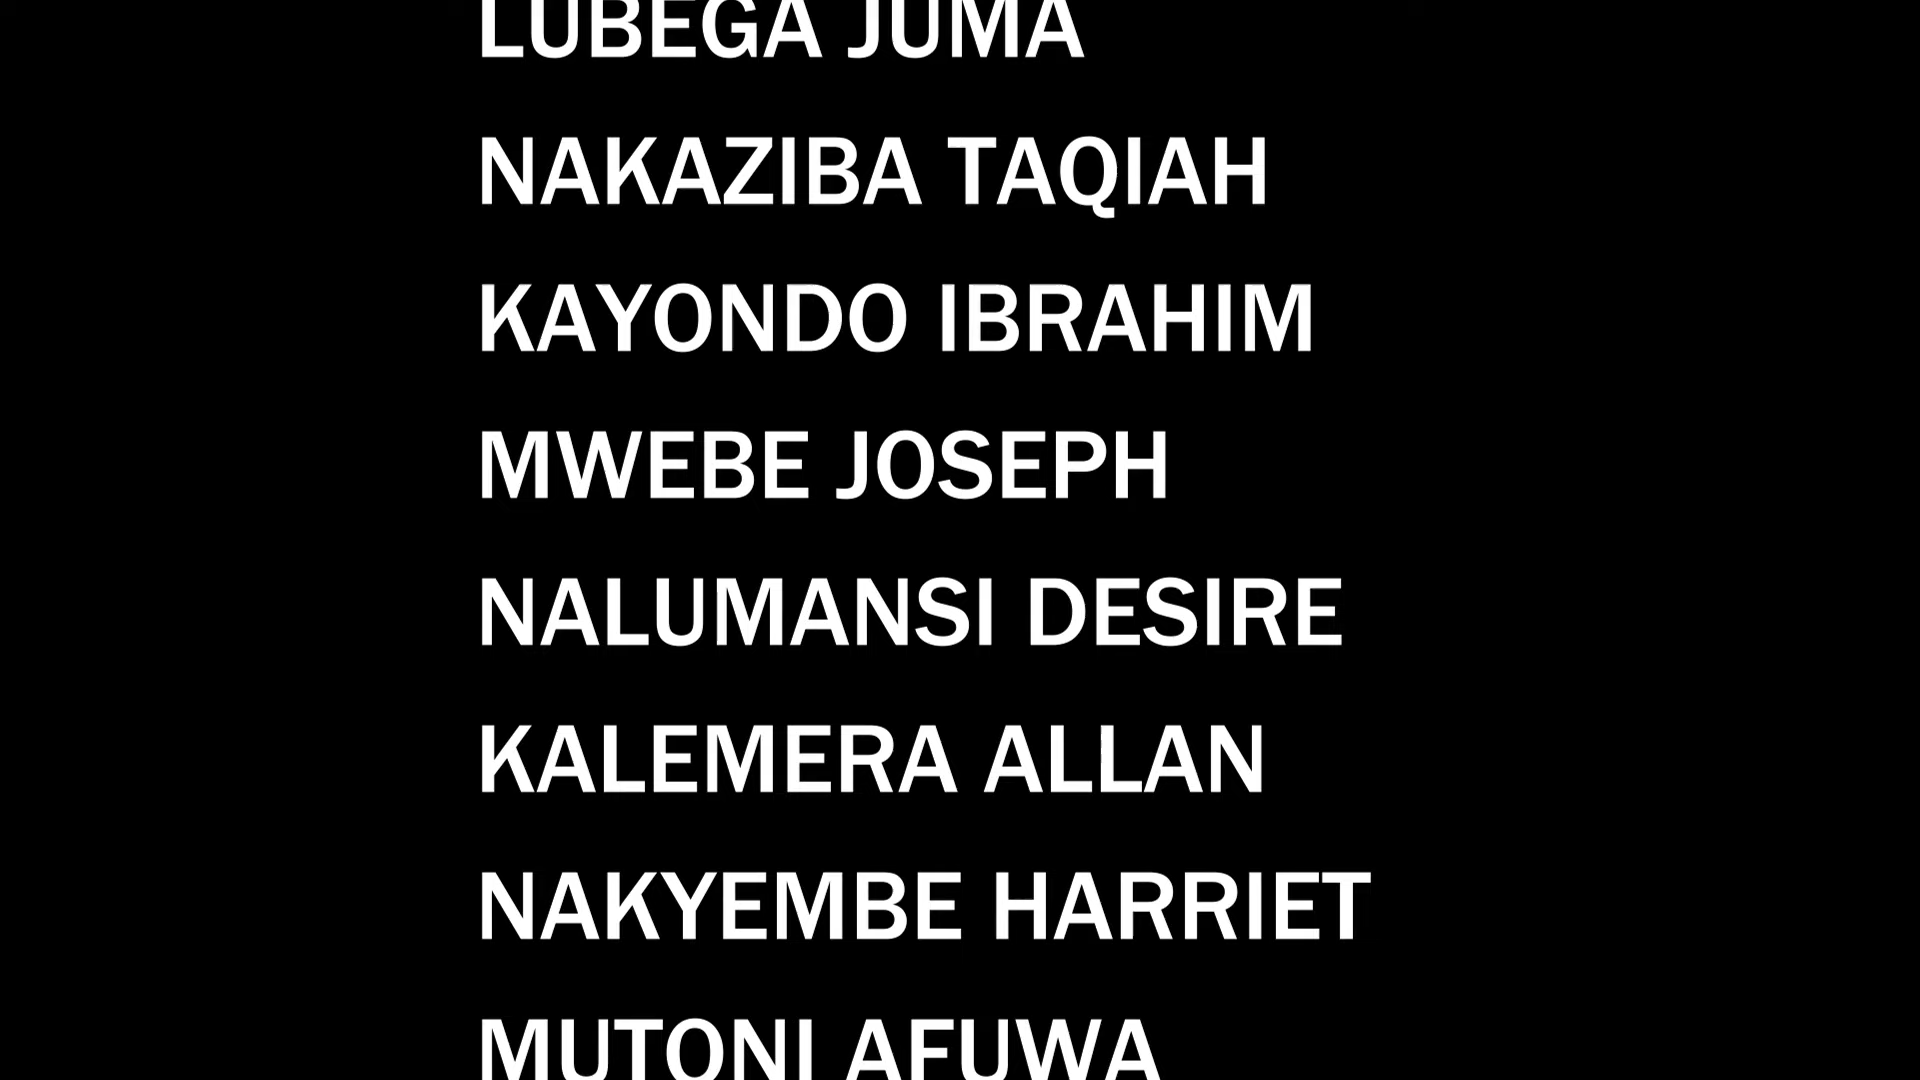 LUBEGA JUMA
NAKAZIBA TAQIAH
KAYONDO IBRAHIM
MWEBE JOSEPH
NALUMANSI DESIRE
KALEMERA ALLAN
NAKYEMBE HARRIET
MUTONI AFUWA